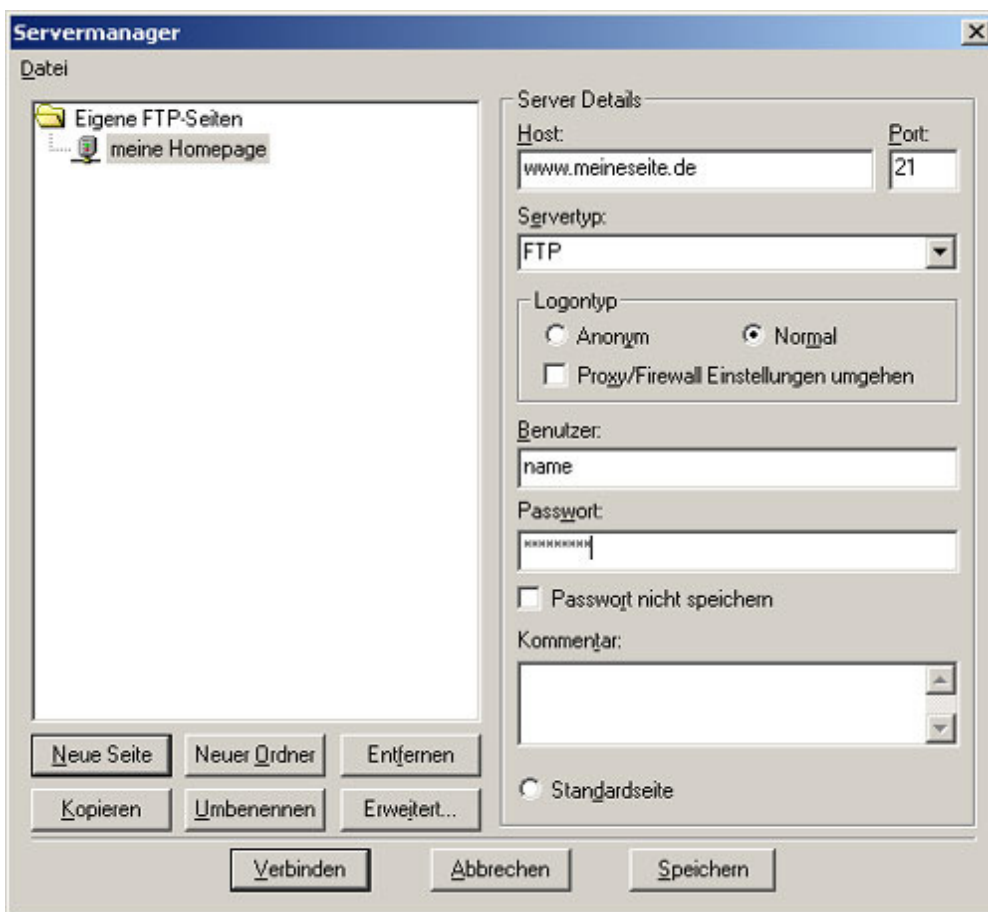 Servermanager
Datei
Eigene FTP-Seiten
meine Homepage
Server Details
Host:
Port:
www.meineseite.de
21
Servertyp:
FTP
Logontyp
Anonym
Normal
Proxy/Firewall Einstellungen umgehen
Benutzer:
name
Passwort:
*********
Passwort nicht speichern
Kommentar:
Standardseite
Neue Seite
Neuer Ordner
Entfernen
Kopieren
Umbenennen
Erweitert...
Verbinden
Abbrechen
Speichern